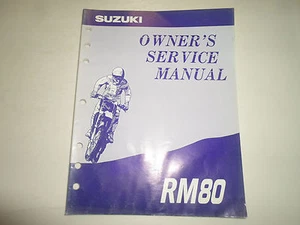 SUZUKI
OWNER'S
SERVICE
MANUAL
RM80